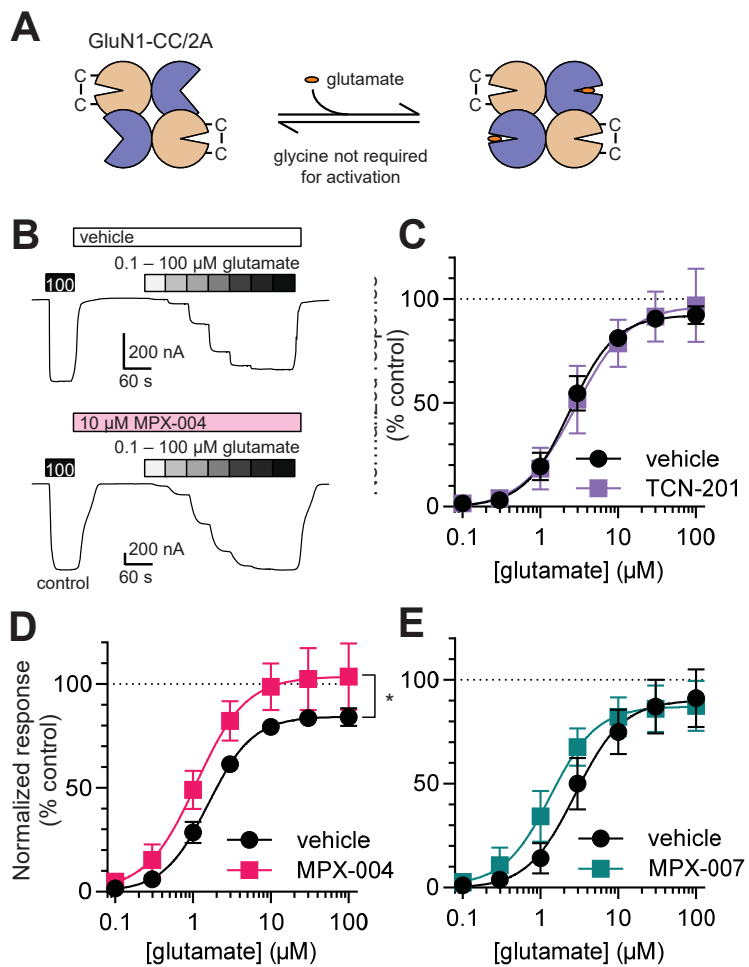 A
GluN1-CC/2A
C
C
C
C
glutamate
glycine not required
for activation
B
vehicle
0.1 – 100 µM glutamate
100
200 nA
60 s
10 µM MPX-004
0.1 – 100 µM glutamate
100
200 nA
60 s
control
C
Normalized response
(% control)
100
50
0
0.1 1 10 100
[glutamate] (µM)
vehicle
TCN-201
D
Normalized response
(% control)
100
50
0
0.1 1 10 100
[glutamate] (µM)
vehicle
MPX-004
*
E
100
50
0
0.1 1 10 100
[glutamate] (µM)
vehicle
MPX-007